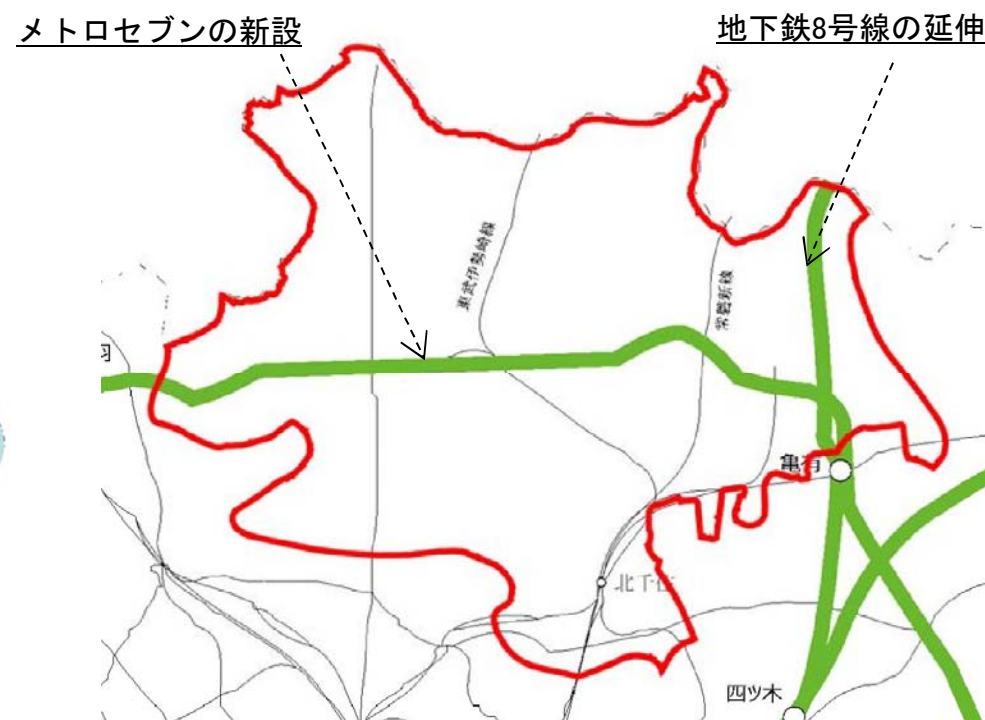 メトロセブンの新設
地下鉄8号線の延伸
東武伊勢崎線
常磐新線
羽
亀有
北千住
四ツ木